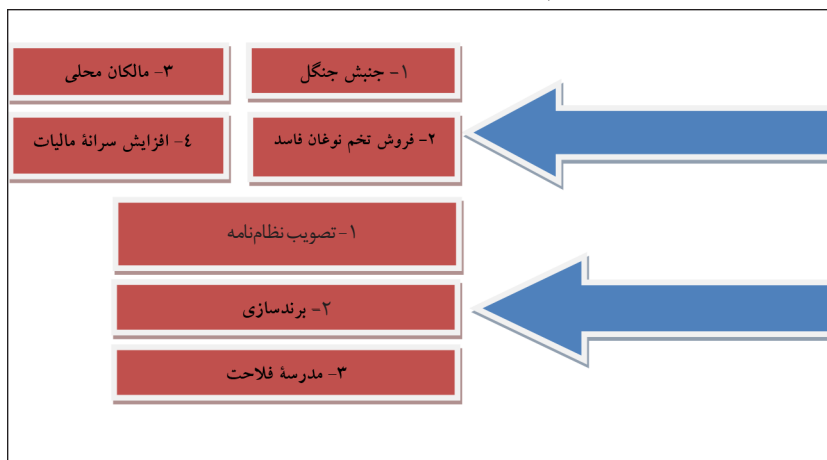 ۱- جنبش جنگل
۳- مالکان محلی
۲- فروش تخم نوغان فاسد
٤- افزایش سرانهٔ مالیات
۱- تصویب نظام‌نامه
۲- برندسازی
۳- مدرسهٔ فلاحت